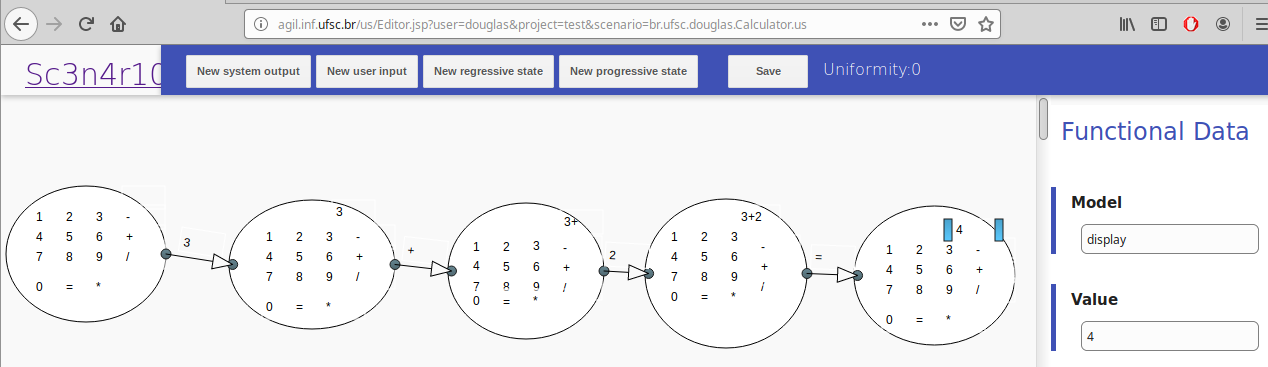 agil.inf.ufsc.br/us/Editor.jsp?user=douglas&project=test&scenario=br.ufsc.douglas.Calculator.us
Sc3n4r10
New system output New user input New regressive state New progressive state Save Uniformity:0
Functional Data
Model
display
Value
4
1 2 3 -
4 5 6 +
7 8 9 /
0 = *
3
3
1 2 3 -
4 5 6 +
7 8 9 /
0 = *
+
3+
1 2 3 -
4 5 6 +
7 8 9 /
0 = *
2
3+2
1 2 3 -
4 5 6 +
7 8 9 /
0 = *
=
4
1 2 3 -
4 5 6 +
7 8 9 /
0 = *